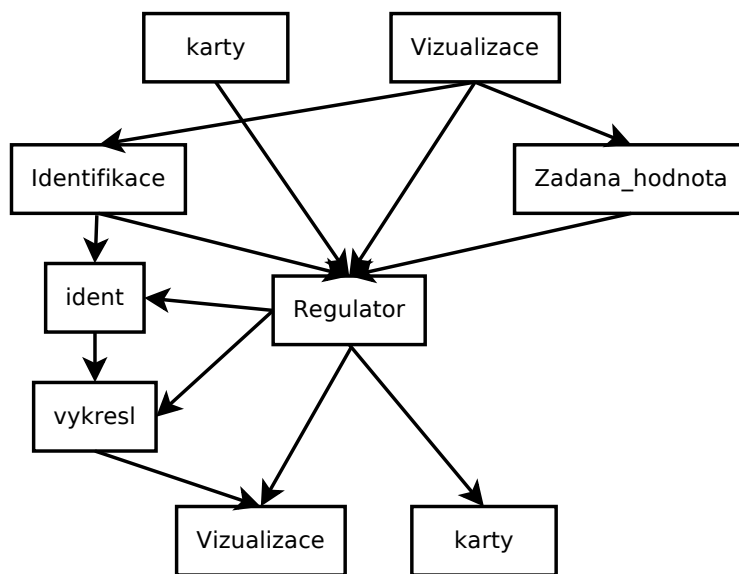 karty
Vizualizace
Identifikace
Zadana_hodnota
ident
Regulator
vykresl
Vizualizace
karty